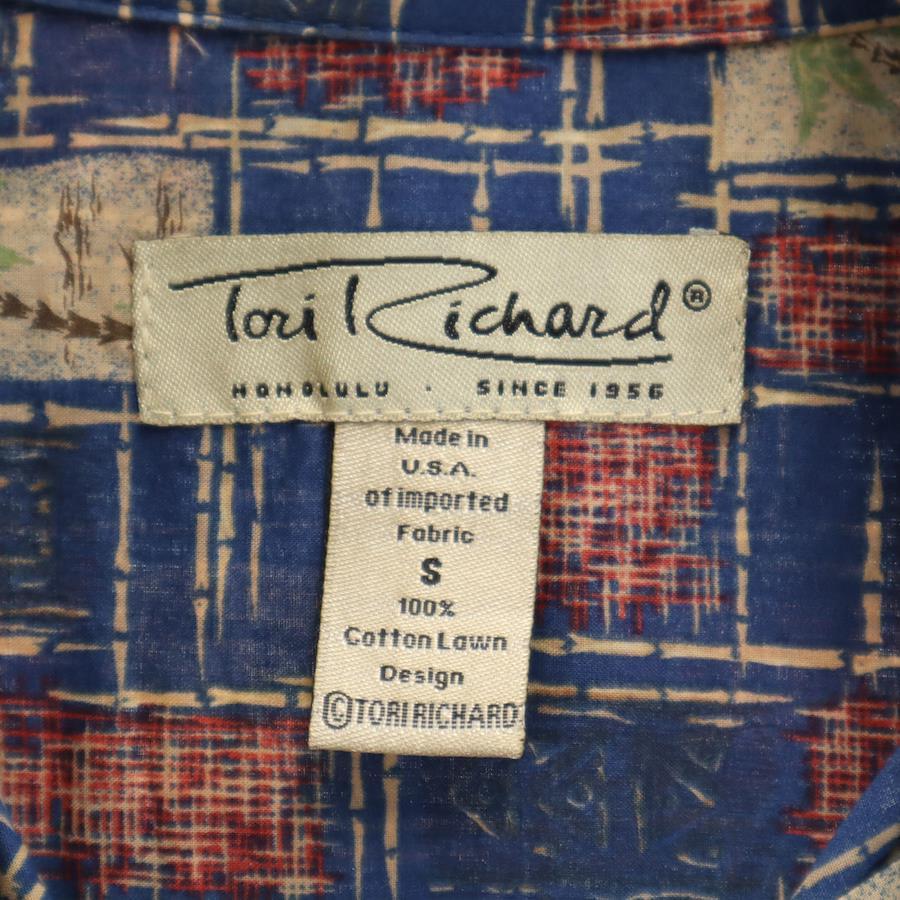 Tori Richard®
HONOLULU · SINCE 1956
Made in
U.S.A.
of imported
Fabric
S
100%
Cotton Lawn
Design
©TORI RICHARD